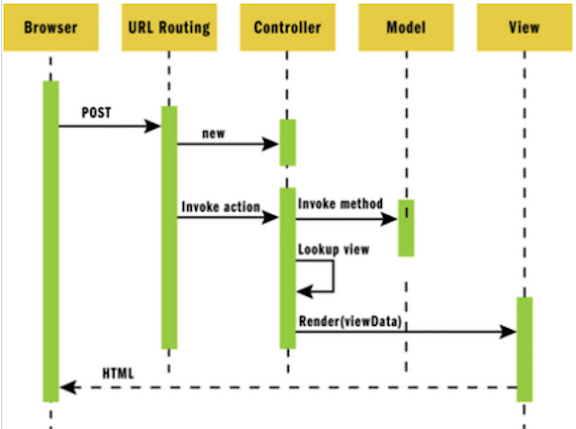 Browser
URL Routing
Controller
Model
View
POST
new
Invoke action
Invoke method
Lookup view
Render(viewData)
HTML